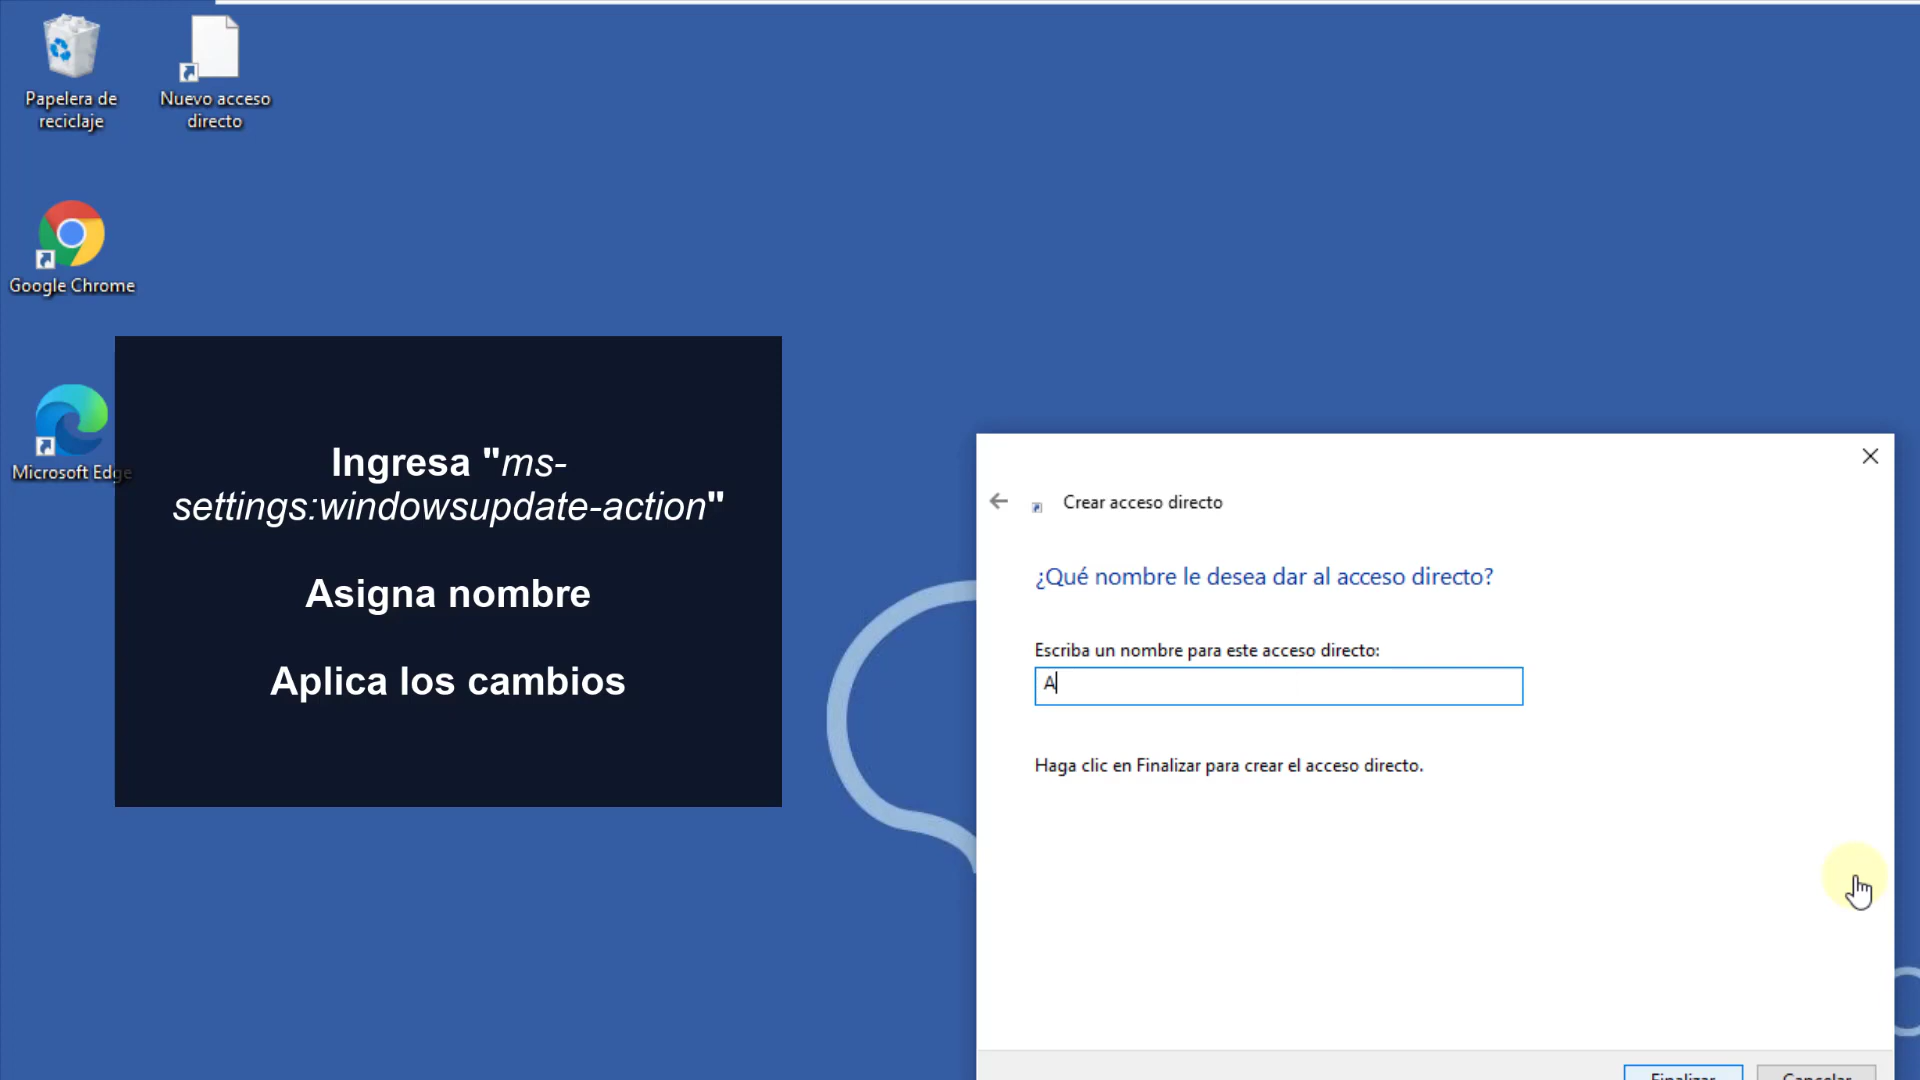 Papelera de
reciclaje
Nuevo acceso
directo
Google Chrome
Microsoft Edge
Ingresa "ms-
settings:windowsupdate-action"
Asigna nombre
Aplica los cambios
Crear acceso directo
¿Qué nombre le desea dar al acceso directo?
Escriba un nombre para este acceso directo:
A
Haga clic en Finalizar para crear el acceso directo.
Finalizar
Cancelar